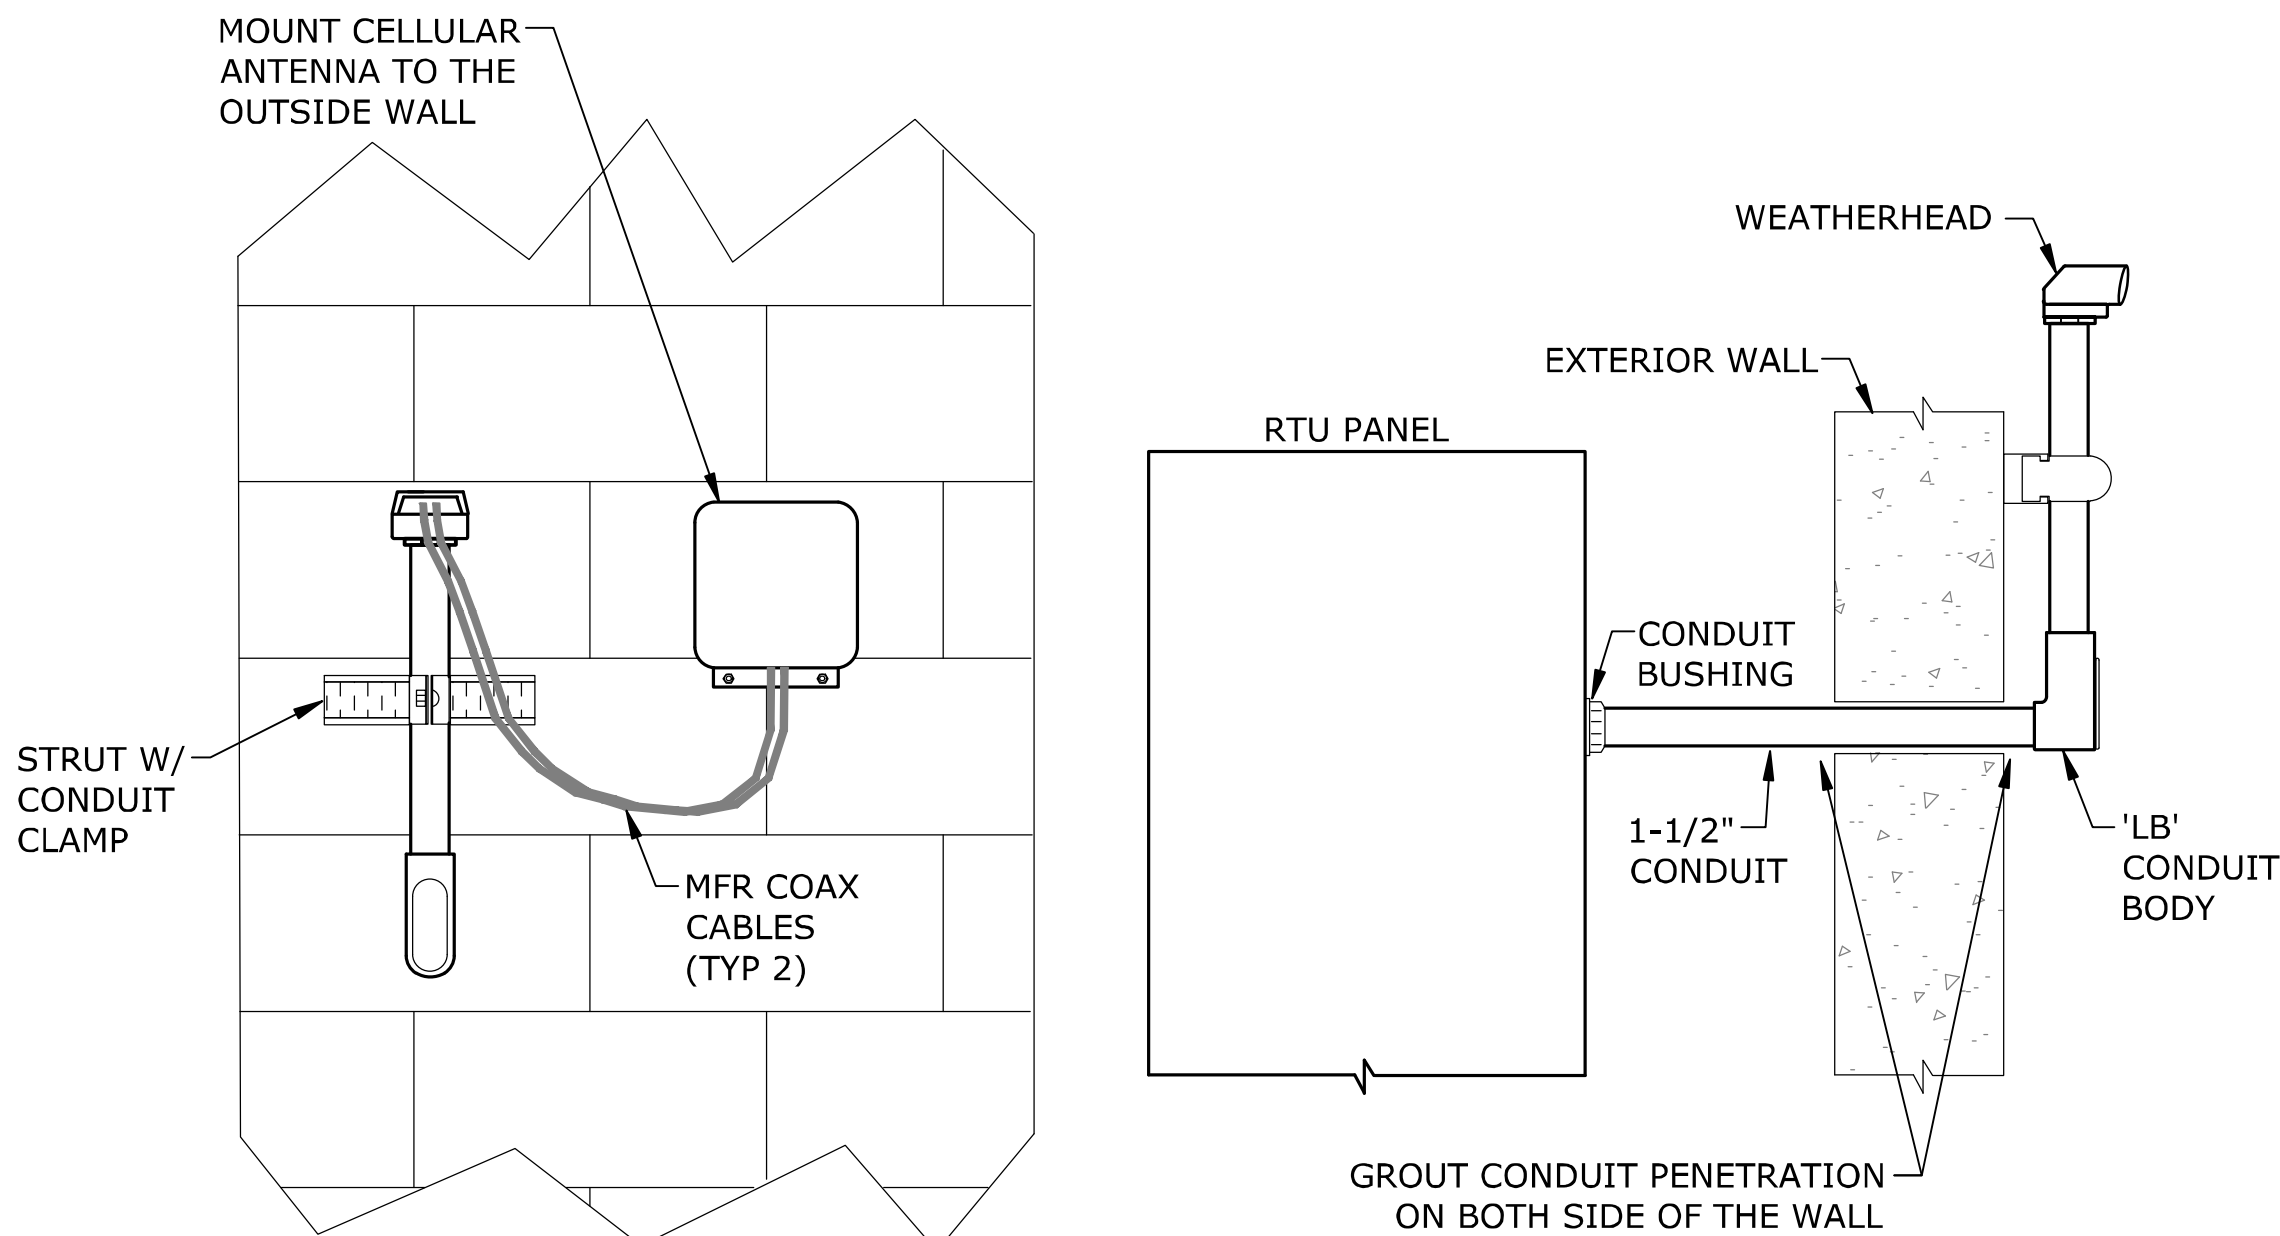 MOUNT CELLULAR
ANTENNA TO THE
OUTSIDE WALL
STRUT W/
CONDUIT
CLAMP
MFR COAX
CABLES
(TYP 2)
WEATHERHEAD
EXTERIOR WALL
RTU PANEL
CONDUIT
BUSHING
1-1/2"
CONDUIT
'LB'
CONDUIT
BODY
GROUT CONDUIT PENETRATION
ON BOTH SIDE OF THE WALL